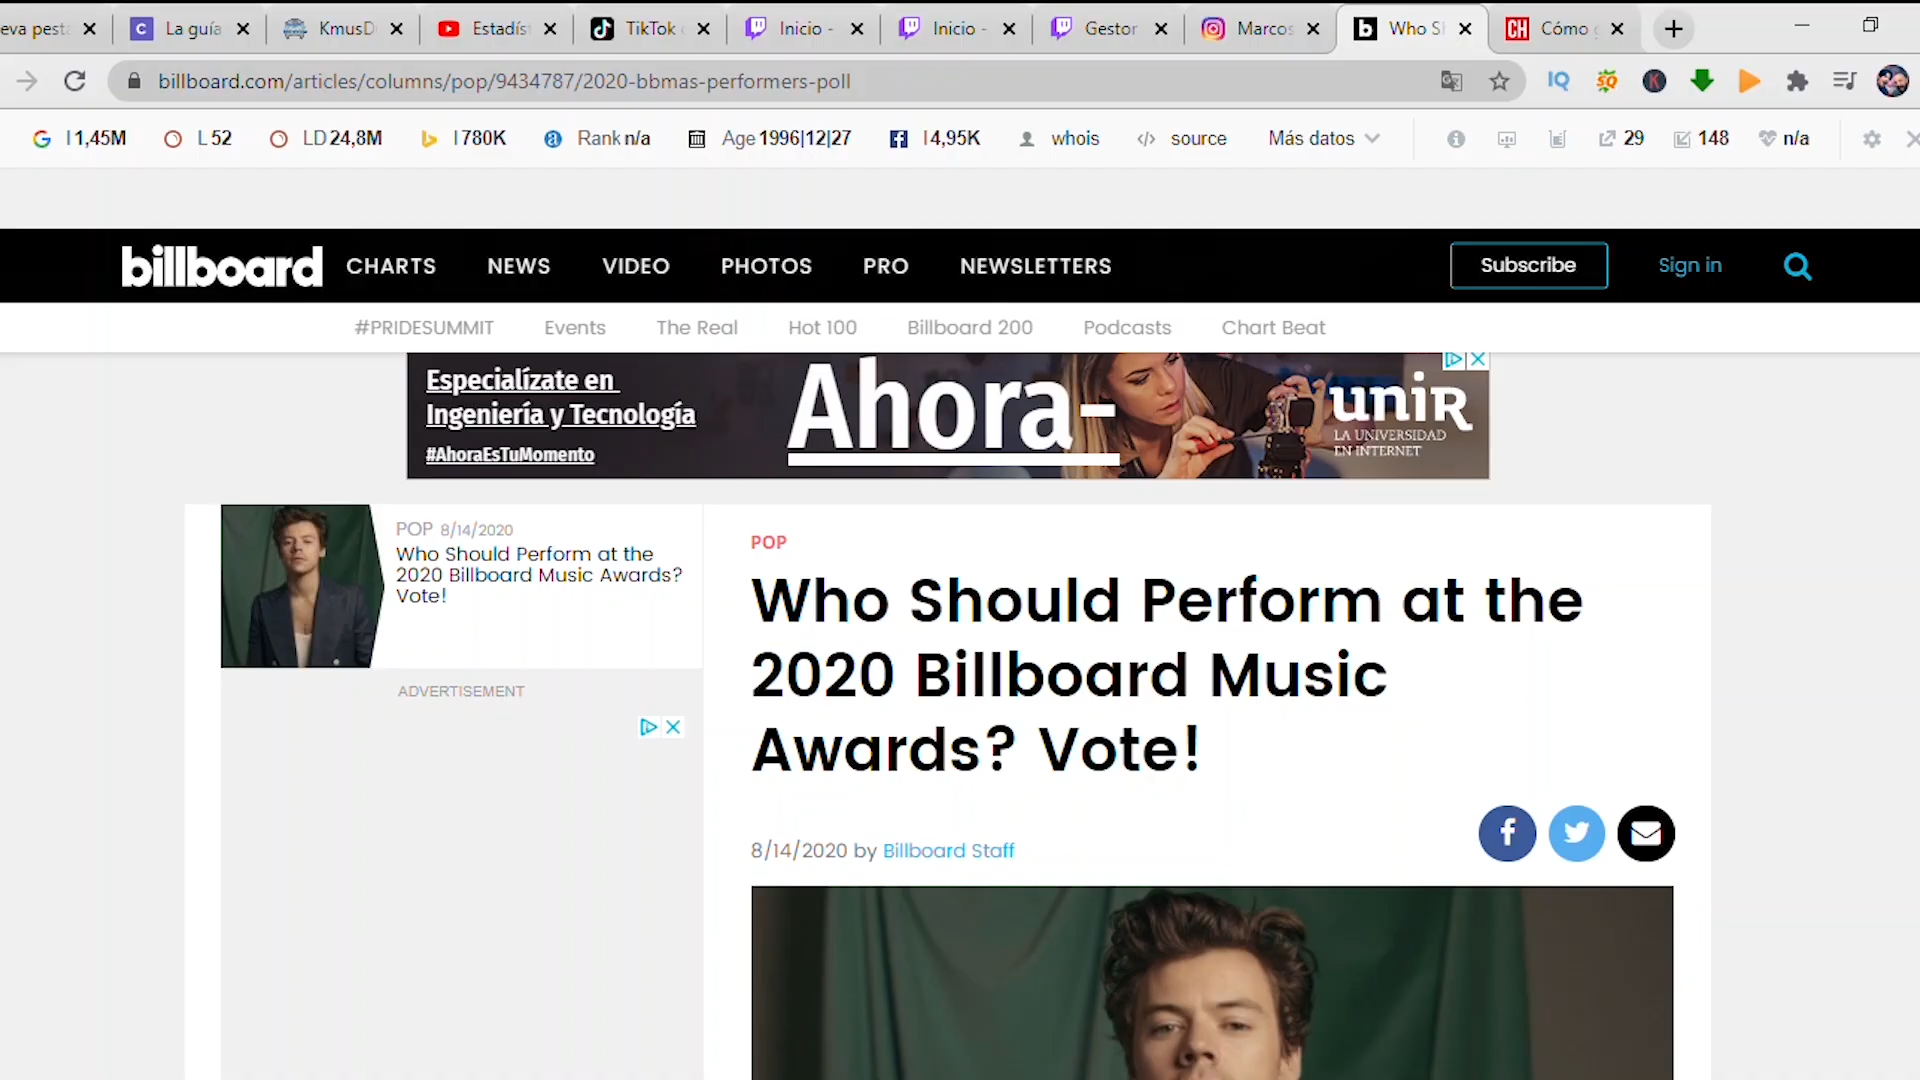 eva pest
La guía
KmusD
Estadís
TikTok
Inicio -
Inicio -
Gestor
Marcos
Who S
Cómo
billboard.com/articles/columns/pop/9434787/2020-bbmas-performers-poll
I 1,45M
L 52
LD 24,8M
I 780K
Rank n/a
Age 1996|12|27
I 4,95K
whois
source
Más datos
29
148
n/a
billboard
CHARTS
NEWS
VIDEO
PHOTOS
PRO
NEWSLETTERS
Subscribe
Sign in
#PRIDESUMMIT
Events
The Real
Hot 100
Billboard 200
Podcasts
Chart Beat
Especialízate en
Ingeniería y Tecnología
#AhoraEsTuMomento
Ahora-
unir
LA UNIVERSIDAD
EN INTERNET
POP 8/14/2020
Who Should Perform at the
2020 Billboard Music Awards?
Vote!
ADVERTISEMENT
POP
Who Should Perform at the
2020 Billboard Music
Awards? Vote!
8/14/2020 by Billboard Staff